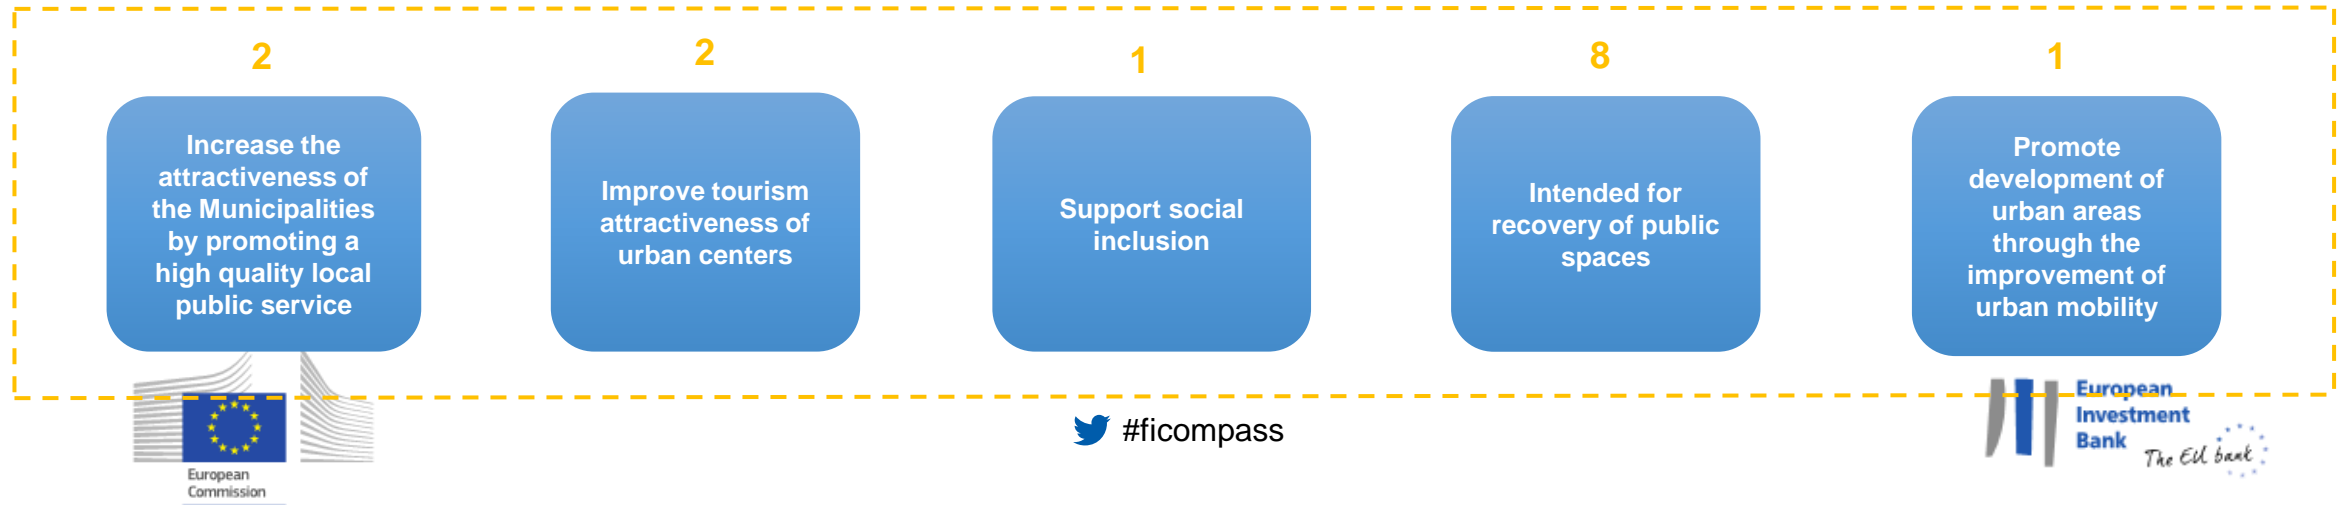 2
Increase the
attractiveness of
the Municipalities
by promoting a
high quality local
public service
2
Improve tourism
attractiveness of
urban centers
1
Support social
inclusion
8
Intended for
recovery of public
spaces
1
Promote
development of
urban areas
through the
improvement of
urban mobility
European
Commission
#ficompass
European
Investment
Bank
The EU bank